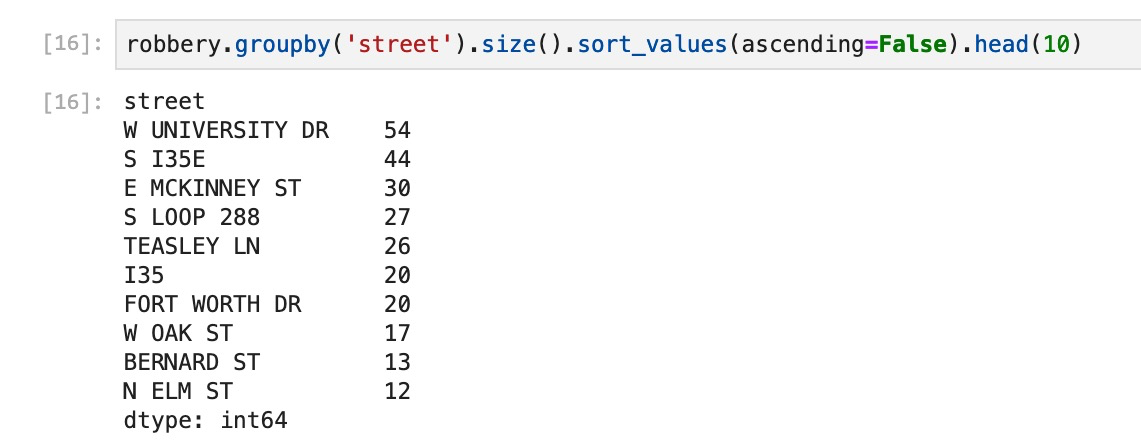 [16]: robbery.groupby('street').size().sort_values(ascending=False).head(10)
[16]: street
W UNIVERSITY DR    54
S I35E             44
E MCKINNEY ST      30
S LOOP 288         27
TEASLEY LN         26
I35                20
FORT WORTH DR      20
W OAK ST           17
BERNARD ST         13
N ELM ST           12
dtype: int64